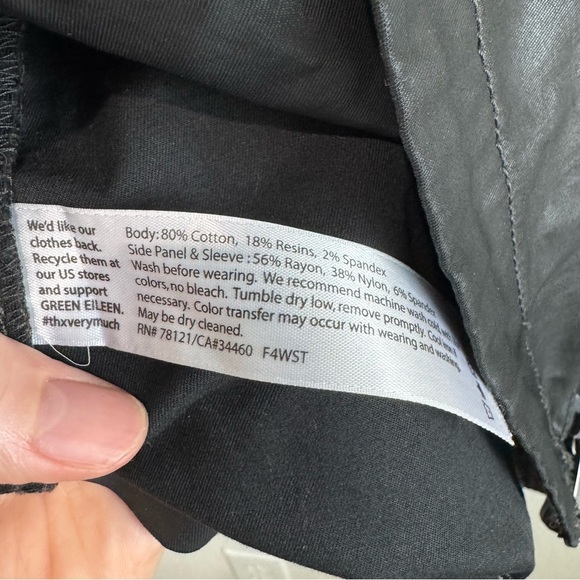 We'd like our
clothes back.
Recycle them at
our US stores
and support
GREEN EILEEN.
#thxverymuch
Body: 80% Cotton, 18% Resins, 2% Spandex
Side Panel & Sleeve : 56% Rayon, 38% Nylon, 6% Spandex
Wash before wearing. We recommend machine wash cold, with
colors, no bleach. Tumble dry low, remove promptly. Cool iron if
necessary. Color transfer may occur with wearing and washing.
May be dry cleaned.
RN# 78121/CA#34460 F4WST